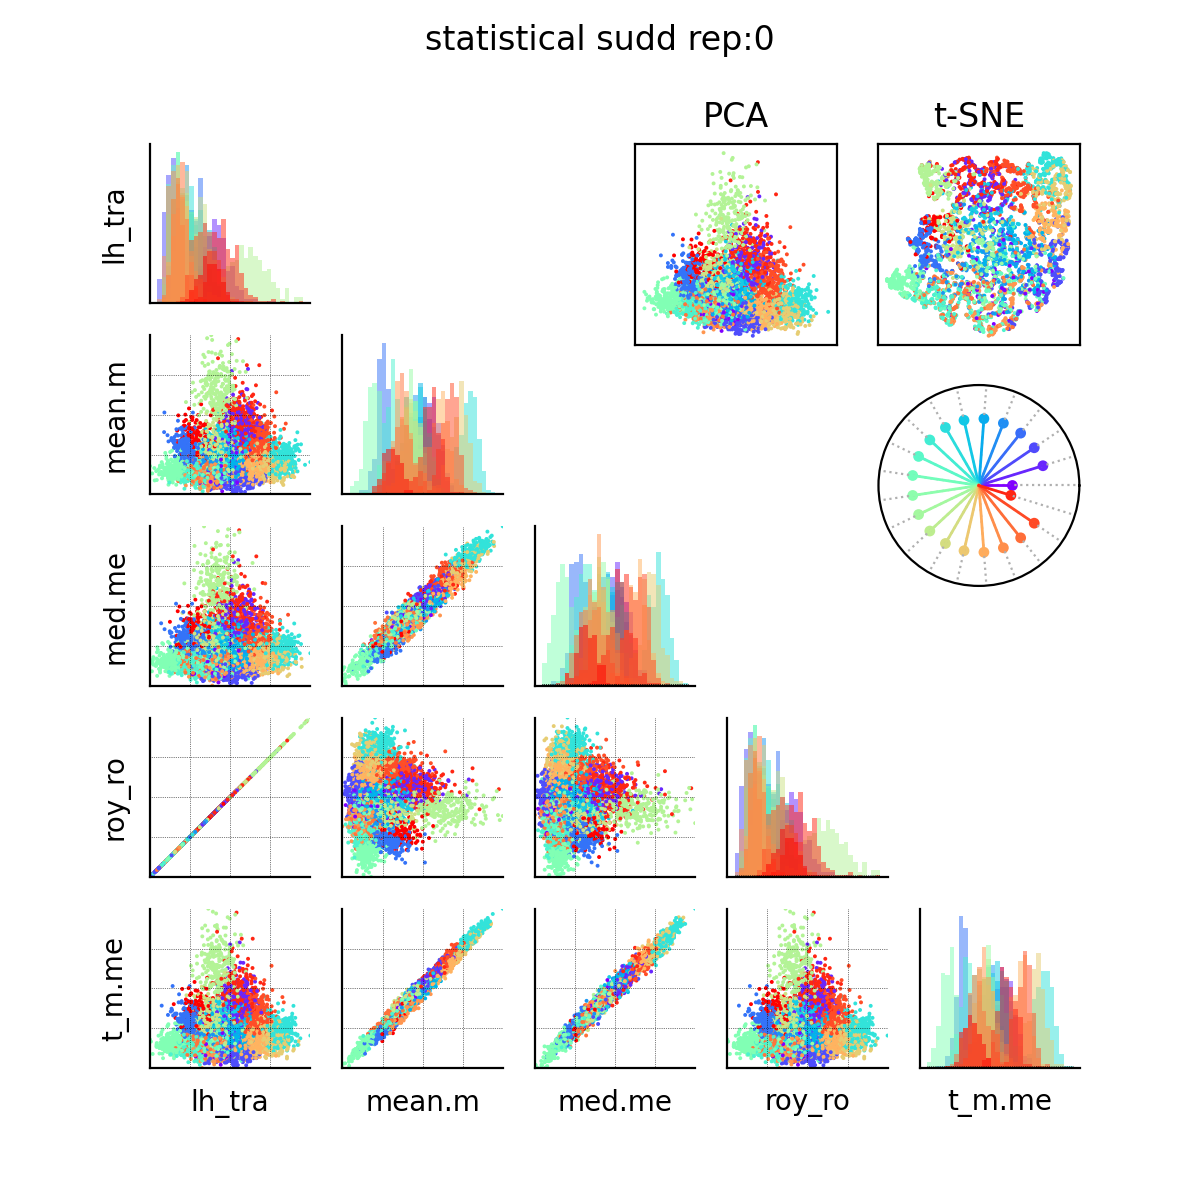 statistical sudd rep:0
PCA
t-SNE
lh_tra
mean.m
med.me
roy_ro
t_m.me
lh_tra
mean.m
med.me
roy_ro
t_m.me